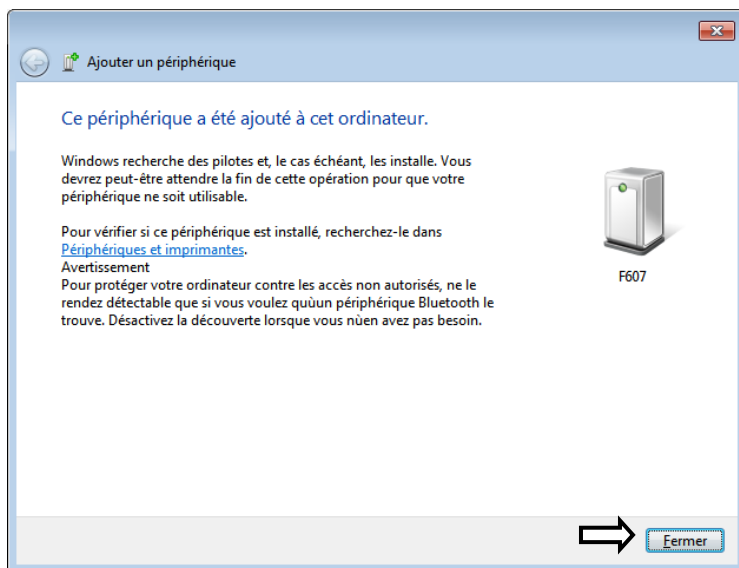 Ajouter un périphérique
Ce périphérique a été ajouté à cet ordinateur.
Windows recherche des pilotes et, le cas échéant, les installe. Vous
devrez peut-être attendre la fin de cette opération pour que votre
périphérique ne soit utilisable.
Pour vérifier si ce périphérique est installé, recherchez-le dans
Périphériques et imprimantes.
Avertissement
Pour protéger votre ordinateur contre les accès non autorisés, ne le
rendez détectable que si vous voulez quùun périphérique Bluetooth le
trouve. Désactivez la découverte lorsque vous nùen avez pas besoin.
F607
Fermer